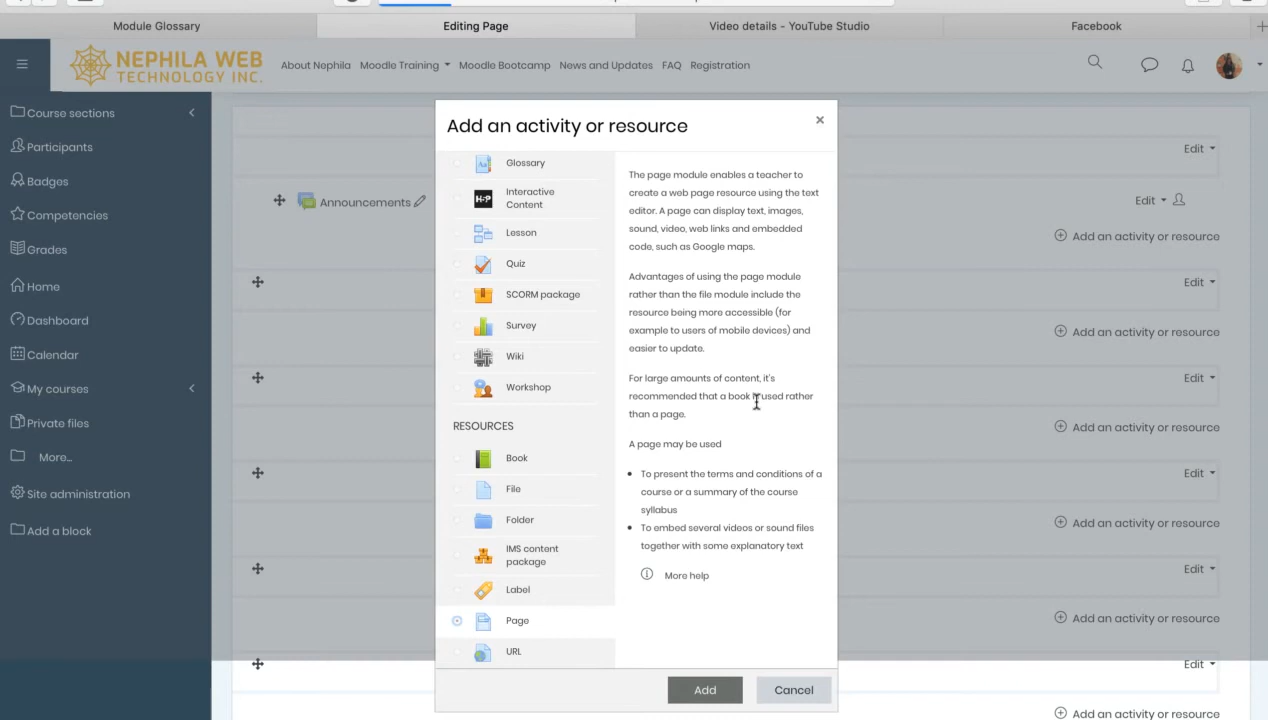 Module Glossary
Editing Page
Video details - YouTube Studio
Facebook
NEPHILA WEB
TECHNOLOGY INC.
About Nephila
Moodle Training
Moodle Bootcamp
News and Updates
FAQ
Registration
Course sections
Participants
Badges
Competencies
Grades
Home
Dashboard
Calendar
My courses
Private files
More...
Site administration
Add a block
Edit
Announcements
Edit
Add an activity or resource
Edit
Add an activity or resource
Edit
Add an activity or resource
Edit
Add an activity or resource
Edit
Add an activity or resource
Edit
Add an activity or resource
Add an activity or resource
Glossary
H-P
Interactive
Content
Lesson
Quiz
SCORM package
Survey
Wiki
Workshop
RESOURCES
Book
File
Folder
IMS content
package
Label
Page
URL
The page module enables a teacher to
create a web page resource using the text
editor. A page can display text, images,
sound, video, web links and embedded
code, such as Google maps.
Advantages of using the page module
rather than the file module include the
resource being more accessible (for
example to users of mobile devices) and
easier to update.
For large amounts of content, it's
recommended that a book is used rather
than a page.
A page may be used
To present the terms and conditions of a
course or a summary of the course
syllabus
To embed several videos or sound files
together with some explanatory text
More help
Add
Cancel